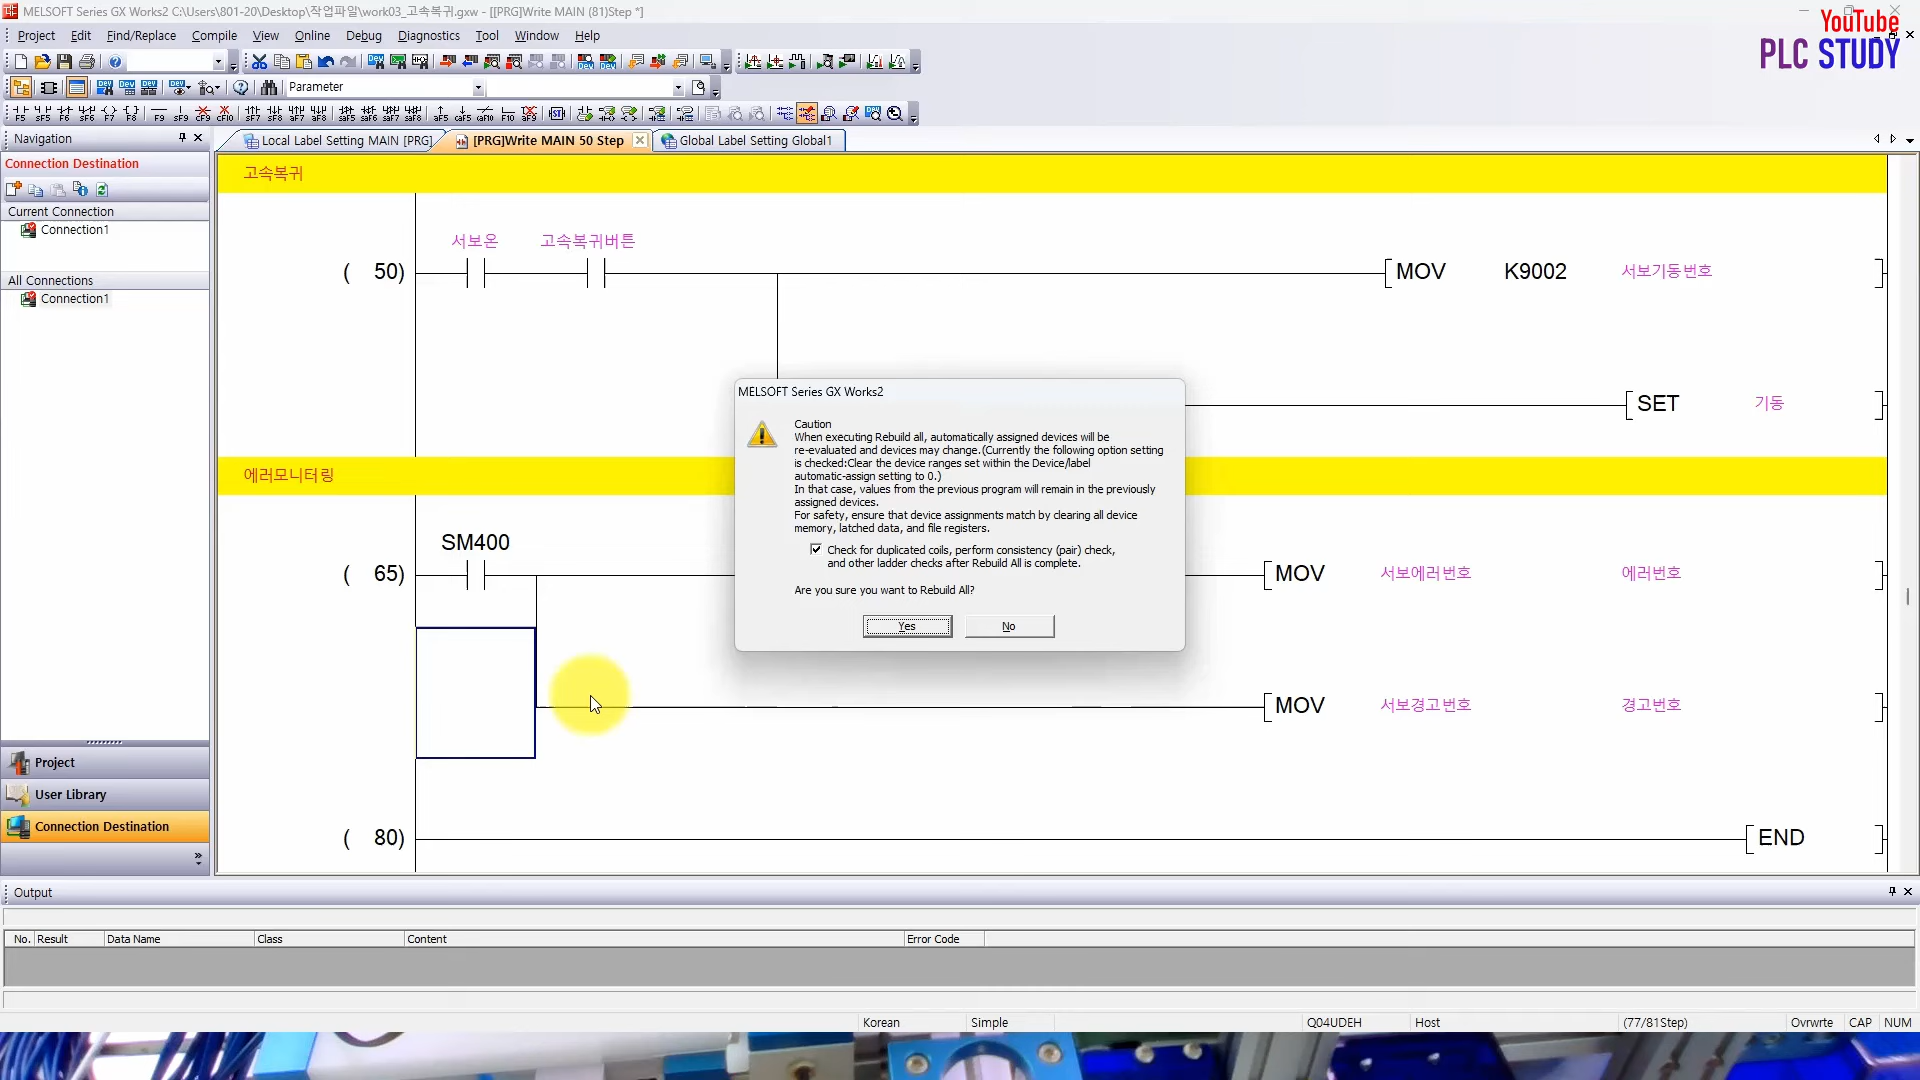 MELSOFT Series GX Works2 C:\Users\801-20\Desktop\작업파일\work03_고속복귀.gxw - [[PRG]Write MAIN (81)Step *]
YouTube
PLC STUDY
Project Edit Find/Replace Compile View Online Debug Diagnostics Tool Window Help
Parameter
Navigation
Local Label Setting MAIN [PRG]
[PRG]Write MAIN 50 Step
Global Label Setting Global1
Connection Destination
Current Connection
Connection1
All Connections
Connection1
Project
User Library
Connection Destination
고속복귀
서보온 고속복귀버튼
( 50) MOV K9002 서보기동번호
SET 기동
에러모니터링
SM400
( 65) MOV 서보에러번호 에러번호
MOV 서보경고번호 경고번호
( 80) END
MELSOFT Series GX Works2
Caution
When executing Rebuild all, automatically assigned devices will be
re-evaluated and devices may change.(Currently the following option setting
is checked:Clear the device ranges set within the Device/label
automatic-assign setting to 0.)
In that case, values from the previous program will remain in the previously
assigned devices.
For safety, ensure that device assignments match by clearing all device
memory, latched data, and file registers.
Check for duplicated coils, perform consistency (pair) check,
and other ladder checks after Rebuild All is complete.
Are you sure you want to Rebuild All?
Yes No
Output
No. Result Data Name Class Content Error Code
Korean Simple Q04UDEH Host (77/81Step) Ovrwrte CAP NUM